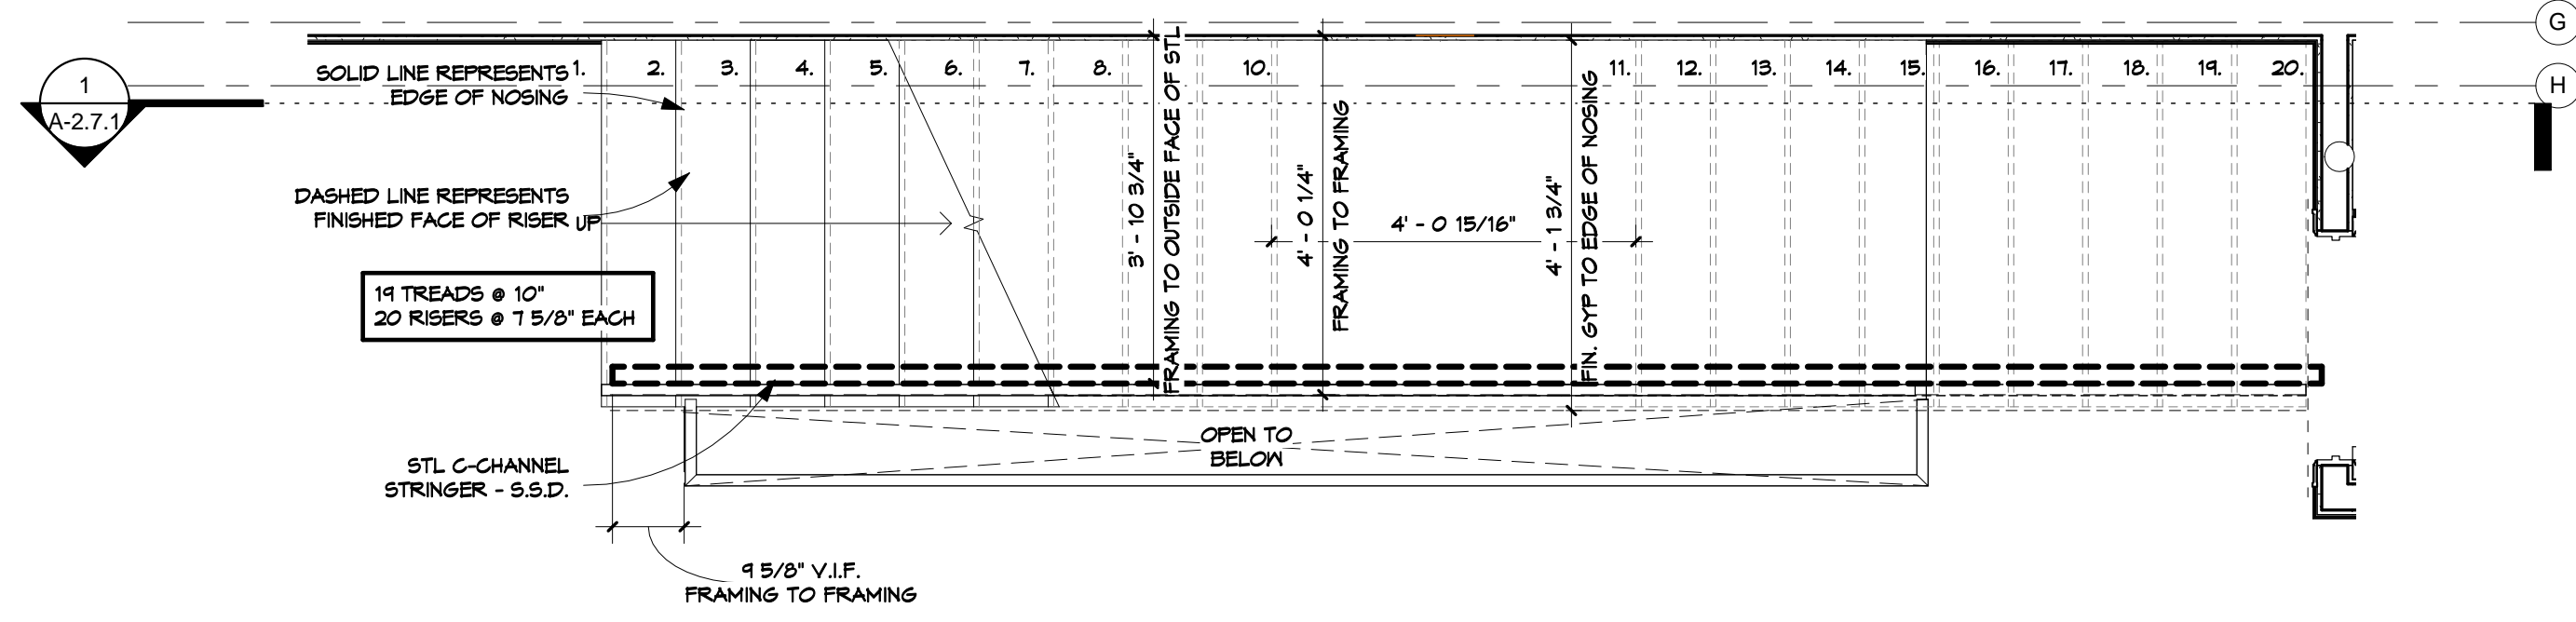 G
1
A-2.7.1
H
SOLID LINE REPRESENTS
EDGE OF NOSING
1.
2.
3.
4.
5.
6.
7.
8.
10.
11.
12.
13.
14.
15.
16.
17.
18.
19.
20.
DASHED LINE REPRESENTS
FINISHED FACE OF RISER
UP
19 TREADS @ 10"
20 RISERS @ 7 5/8" EACH
3' - 10 3/4"
FRAMING TO OUTSIDE FACE OF STL
4' - 0 1/4"
FRAMING TO FRAMING
4' - 0 15/16"
4' - 1 3/4"
FIN. GYP TO EDGE OF NOSING
OPEN TO
BELOW
STL C-CHANNEL
STRINGER - S.S.D.
9 5/8" V.I.F.
FRAMING TO FRAMING